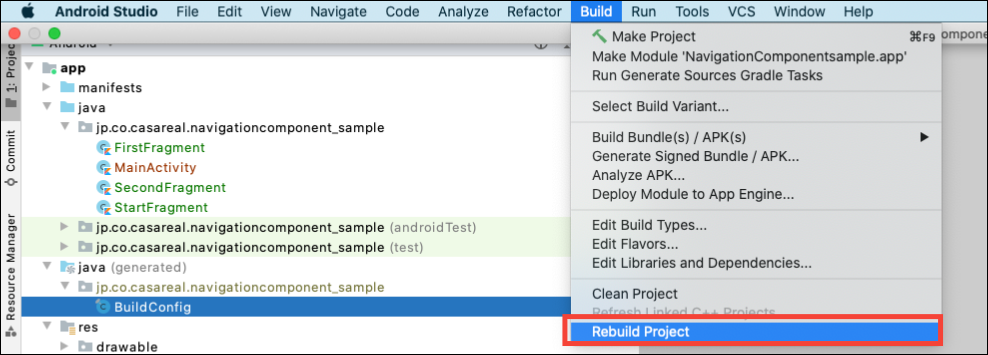 Android Studio File Edit View Navigate Code Analyze Refactor Build Run Tools VCS Window Help
omponen
1: Project
Commit
Resource Manager
Android
app
manifests
java
jp.co.casareal.navigationcomponent_sample
FirstFragment
MainActivity
SecondFragment
StartFragment
jp.co.casareal.navigationcomponent_sample (androidTest)
jp.co.casareal.navigationcomponent_sample (test)
java (generated)
jp.co.casareal.navigationcomponent_sample
BuildConfig
res
drawable
Make Project ⌘F9
Make Module 'NavigationComponentsample.app'
Run Generate Sources Gradle Tasks
Select Build Variant...
Build Bundle(s) / APK(s)
Generate Signed Bundle / APK...
Analyze APK...
Deploy Module to App Engine...
Edit Build Types...
Edit Flavors...
Edit Libraries and Dependencies...
Clean Project
Refresh Linked C++ Projects
Rebuild Project